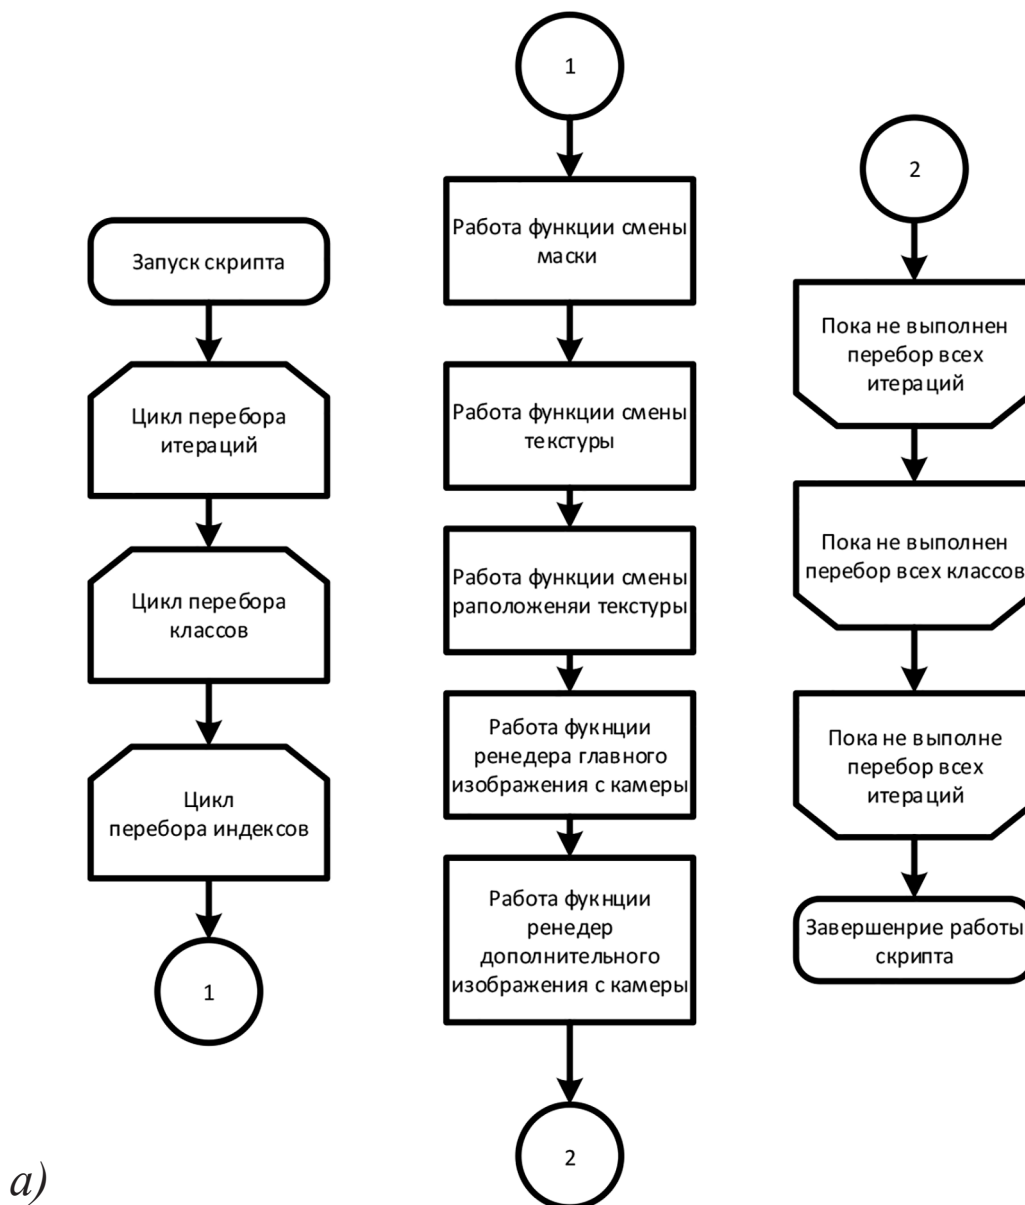 Запуск скрипта
Цикл перебора
итераций
Цикл перебора
классов
Цикл
перебора индексов
1
1
Работа функции смены
маски
Работа функции смены
текстуры
Работа функции смены
раположеняи текстуры
Работа фукнции
ренедера главного
изображения с камеры
Работа фукнции
ренедер
дополнительного
изображения с камеры
2
2
Пока не выполнен
перебор всех
итераций
Пока не выполнен
перебор всех классов
Пока не выполне
перебор всех
итераций
Завершенрие работы
скрипта
а)